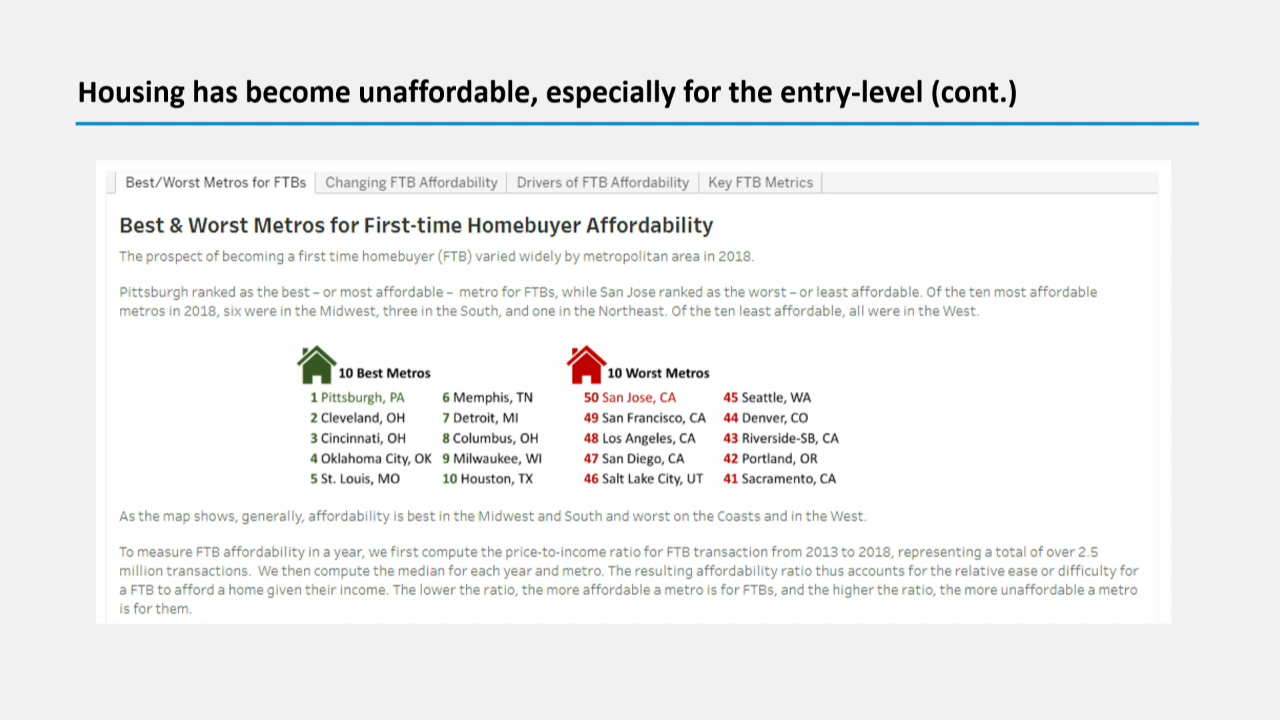 Housing has become unaffordable, especially for the entry-level (cont.)
Best/Worst Metros for FTBs
Changing FTB Affordability
Drivers of FTB Affordability
Key FTB Metrics
Best & Worst Metros for First-time Homebuyer Affordability
The prospect of becoming a first time homebuyer (FTB) varied widely by metropolitan area in 2018.
Pittsburgh ranked as the best – or most affordable – metro for FTBs, while San Jose ranked as the worst – or least affordable. Of the ten most affordable
metros in 2018, six were in the Midwest, three in the South, and one in the Northeast. Of the ten least affordable, all were in the West.
10 Best Metros
1 Pittsburgh, PA
2 Cleveland, OH
3 Cincinnati, OH
4 Oklahoma City, OK
5 St. Louis, MO
6 Memphis, TN
7 Detroit, MI
8 Columbus, OH
9 Milwaukee, WI
10 Houston, TX
10 Worst Metros
50 San Jose, CA
49 San Francisco, CA
48 Los Angeles, CA
47 San Diego, CA
46 Salt Lake City, UT
45 Seattle, WA
44 Denver, CO
43 Riverside-SB, CA
42 Portland, OR
41 Sacramento, CA
As the map shows, generally, affordability is best in the Midwest and South and worst on the Coasts and in the West.
To measure FTB affordability in a year, we first compute the price-to-income ratio for FTB transaction from 2013 to 2018, representing a total of over 2.5
million transactions. We then compute the median for each year and metro. The resulting affordability ratio thus accounts for the relative ease or difficulty for
a FTB to afford a home given their income. The lower the ratio, the more affordable a metro is for FTBs, and the higher the ratio, the more unaffordable a metro
is for them.